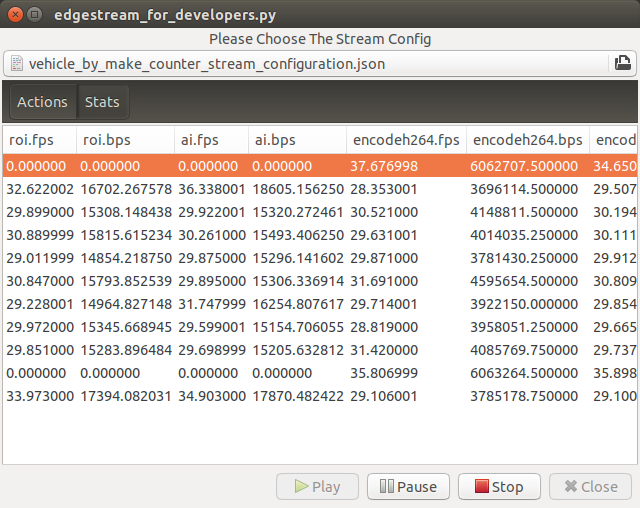 edgestream_for_developers.py
Please Choose The Stream Config
vehicle_by_make_counter_stream_configuration.json
Actions Stats
roi.fps roi.bps ai.fps ai.bps encodeh264.fps encodeh264.bps encod
0.000000 0.000000 0.000000 0.000000 37.676998 6062707.500000 34.650
32.622002 16702.267578 36.338001 18605.156250 28.353001 3696114.500000 29.507
29.899000 15308.148438 29.922001 15320.272461 30.521000 4148811.500000 30.194
30.889999 15815.615234 30.261000 15493.406250 29.631001 4014035.250000 30.111
29.011999 14854.218750 29.875000 15296.141602 29.871000 3781430.250000 29.912
30.847000 15793.852539 29.895000 15306.336914 31.691000 4595654.500000 30.809
29.228001 14964.827148 31.747999 16254.807617 29.714001 3922150.000000 29.854
29.972000 15345.668945 29.599001 15154.706055 28.819000 3958051.250000 29.665
29.851000 15283.896484 29.698999 15205.632812 31.420000 4085769.750000 29.737
0.000000 0.000000 0.000000 0.000000 35.806999 6063264.500000 35.898
33.973000 17394.082031 34.903000 17870.482422 29.106001 3785178.750000 29.100
Play Pause Stop Close